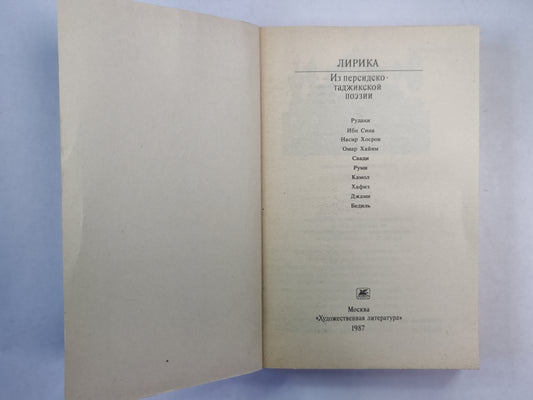 ЛИРИКА
Из персидско-
таджикской
поэзии
Рудаки
Ибн Сина
Насир Хосров
Омар Хайям
Саади
Руми
Камол
Хафиз
Джами
Бедиль
Москва
«Художественная литература»
1987